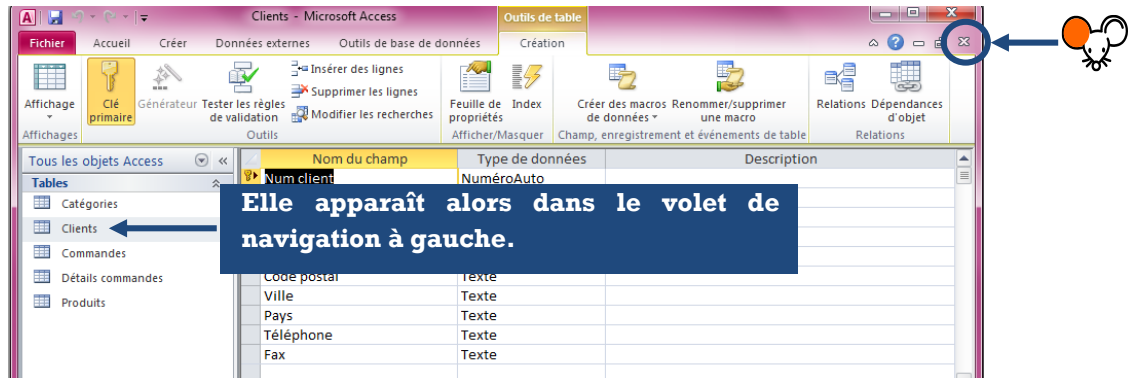 Clients - Microsoft Access
Outils de table
Fichier Accueil Créer Données externes Outils de base de données Création
Affichage
Clé primaire
Générateur
Tester les règles de validation
Insérer des lignes
Supprimer les lignes
Modifier les recherches
Feuille de propriétés
Index
Créer des macros de données
Renommer/supprimer une macro
Relations
Dépendances d'objet
Affichages
Outils
Afficher/Masquer
Champ, enregistrement et événements de table
Relations
Tous les objets Access
Tables
Catégories
Clients
Commandes
Détails commandes
Produits
Nom du champ Type de données Description
Num client NuméroAuto
Elle apparaît alors dans le volet de
navigation à gauche.
Code postal Texte
Ville Texte
Pays Texte
Téléphone Texte
Fax Texte